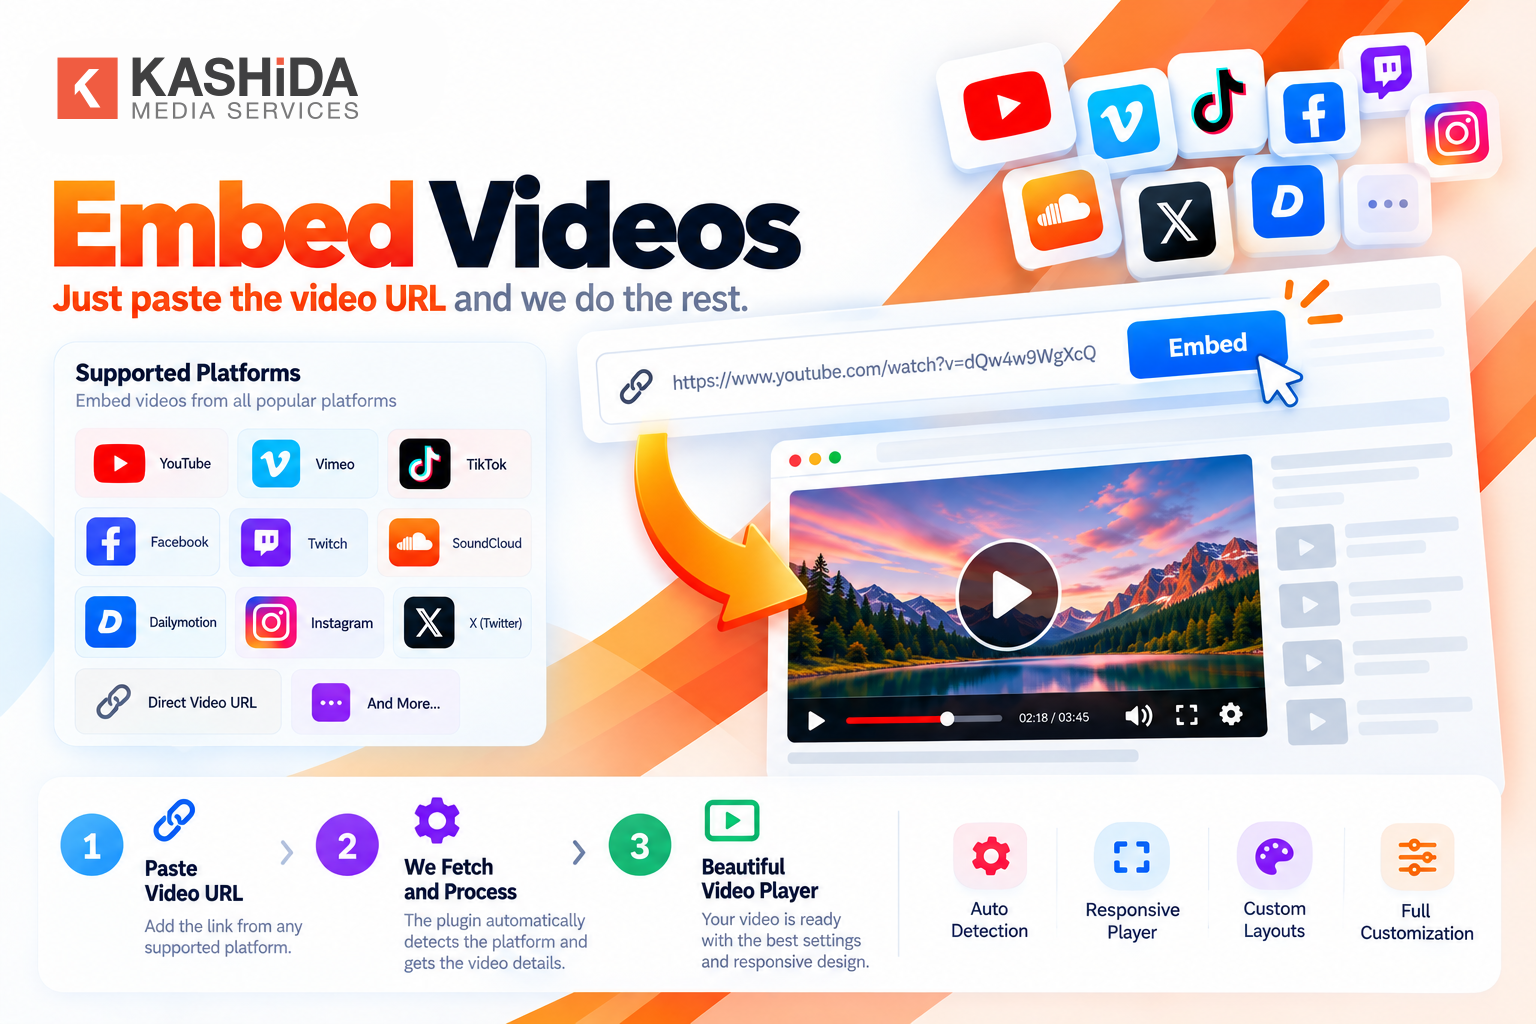 KASHiDA
MEDIA SERVICES
Embed Videos
Just paste the video URL and we do the rest.
Supported Platforms
Embed videos from all popular platforms
YouTube
Vimeo
TikTok
Facebook
Twitch
SoundCloud
Dailymotion
Instagram
X (Twitter)
Direct Video URL
And More...
https://www.youtube.com/watch?v=dQw4w9WgXcQ
Embed
02:18 / 03:45
1
Paste
Video URL
Add the link from any
supported platform.
2
We Fetch
and Process
The plugin automatically
detects the platform and
gets the video details.
3
Beautiful
Video Player
Your video is ready
with the best settings
and responsive design.
Auto
Detection
Responsive
Player
Custom
Layouts
Full
Customization